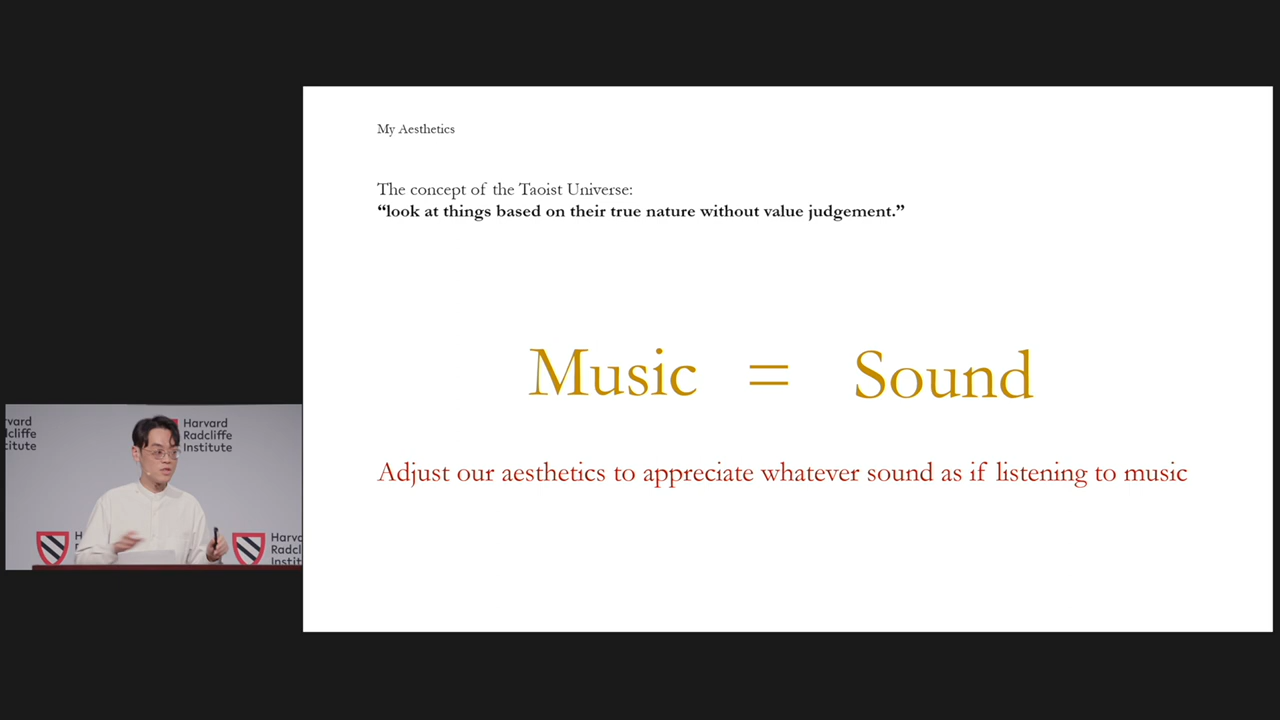 My Aesthetics
The concept of the Taoist Universe:
“look at things based on their true nature without value judgement.”
Music = Sound
Adjust our aesthetics to appreciate whatever sound as if listening to music
Harvard
Radcliffe
Institute